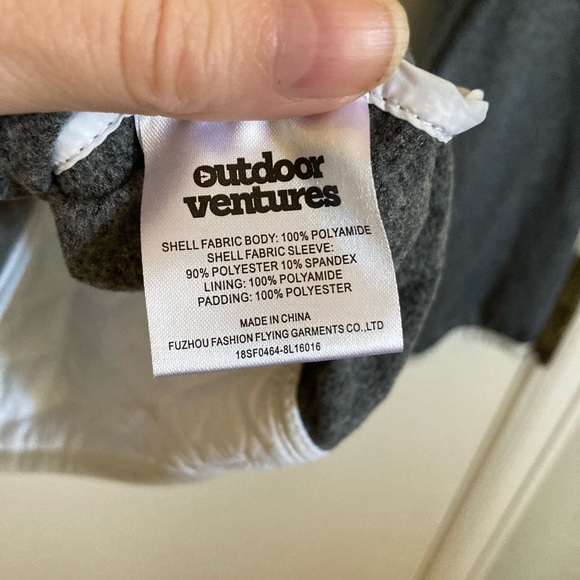 outdoor
ventures
SHELL FABRIC BODY: 100% POLYAMIDE
SHELL FABRIC SLEEVE:
90% POLYESTER 10% SPANDEX
LINING: 100% POLYAMIDE
PADDING: 100% POLYESTER
MADE IN CHINA
FUZHOU FASHION FLYING GARMENTS CO.,LTD
18SF0464-8L16016